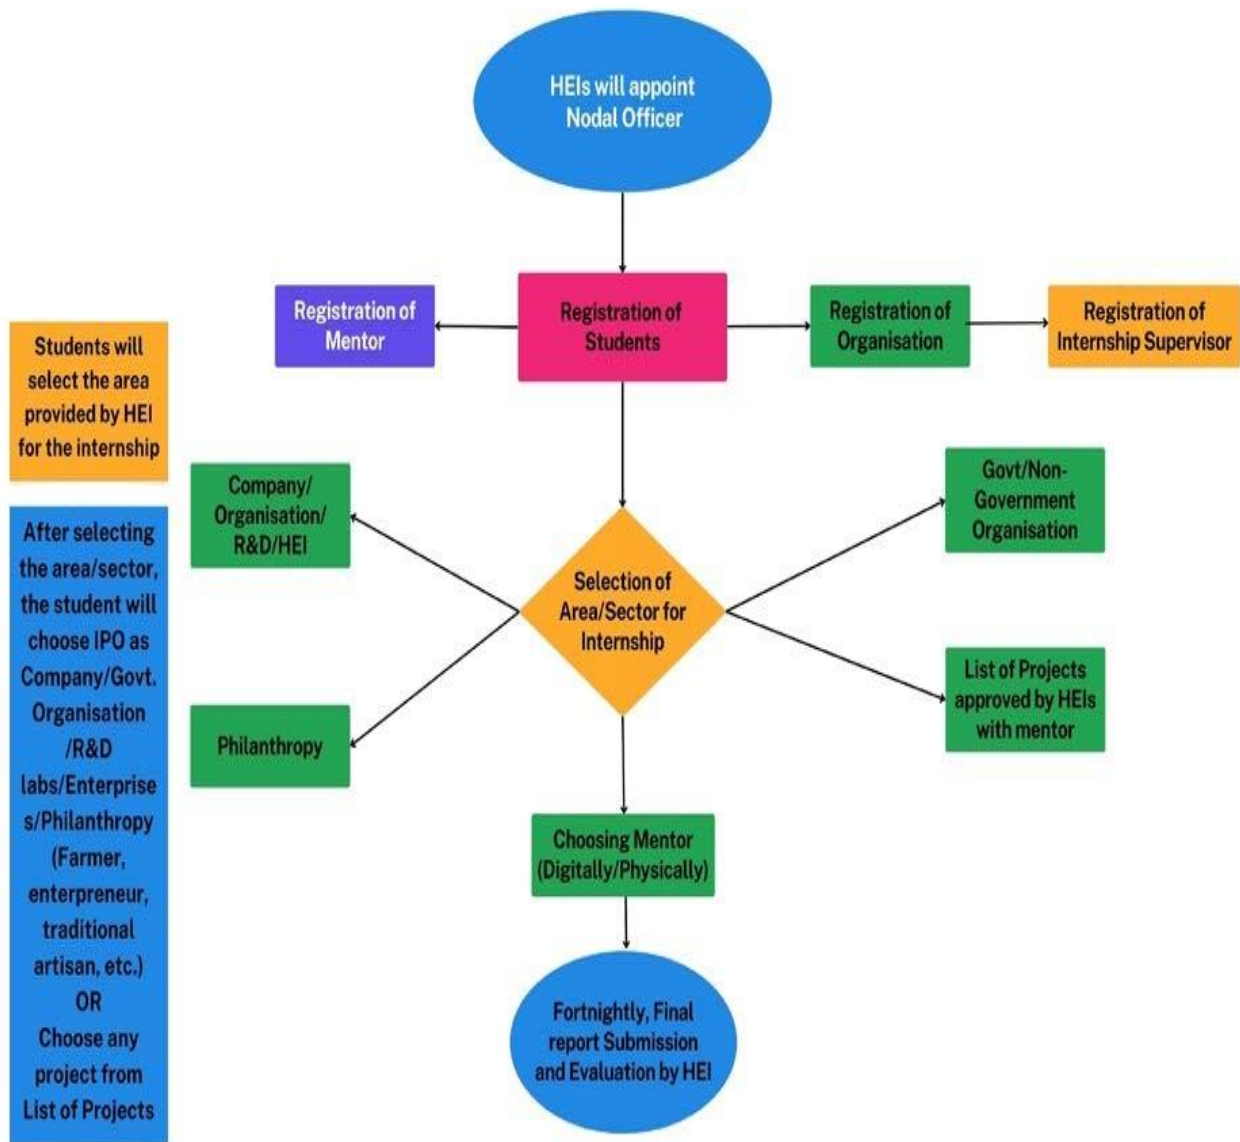 HEIs will appoint
Nodal Officer
Registration of
Mentor
Registration of
Students
Registration of
Organisation
Registration of
Internship Supervisor
Students will
select the area
provided by HEI
for the internship
Company/
Organisation/
R&D/HEI
Govt/Non-
Government
Organisation
After selecting
the area/sector,
the student will
choose IPO as
Company/Govt.
Organisation
/R&D
labs/Enterprise
s/Philanthropy
(Farmer,
enterpreneur,
traditional
artisan, etc.)
OR
Choose any
project from
List of Projects
Selection of
Area/Sector for
Internship
Philanthropy
List of Projects
approved by HEIs
with mentor
Choosing Mentor
(Digitally/Physically)
Fortnightly, Final
report Submission
and Evaluation by HEI